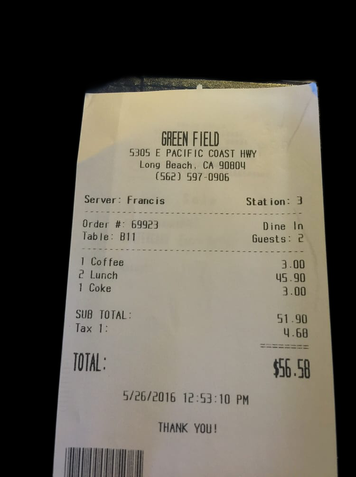 GREEN FIELD
5305 E PACIFIC COAST HWY
Long Beach, CA 90804
(562) 597-0906
Server: Francis Station: 3
Order #: 69923 Dine In
Table: B11 Guests: 2
1 Coffee 3.00
2 Lunch 45.90
1 Coke 3.00
SUB TOTAL: 51.90
Tax 1: 4.68
TOTAL: $56.58
5/26/2016 12:53:10 PM
THANK YOU!